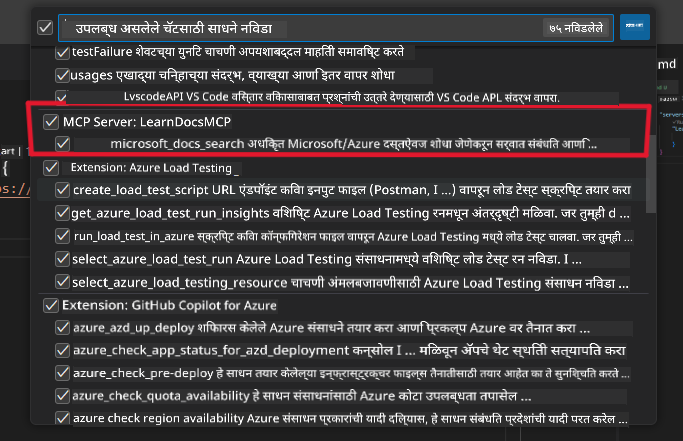 उपलब्ध असलेले चॅटसाठी साधने निवडा
७५ निवडलेले
testFailure शेवटच्या युनिट चाचणी अपयशाबद्दल माहिती समाविष्ट करते
usages एखाद्या चिन्हाच्या संदर्भ, व्याख्या आणि इतर वापर शोधा
LvscodeAPI VS Code विस्तार विकासाबाबत प्रश्नांची उत्तरे देण्यासाठी VS Code APL संदर्भ वापरा.
MCP Server: LearnDocsMCP
microsoft_docs_search अधिकृत Microsoft/Azure दस्तऐवज शोधा जेणेकरून सर्वात संबंधित आणि ...
Extension: Azure Load Testing_
create_load_test_script URL एंडपॉइंट किंवा इनपुट फाइल (Postman, I ...) वापरून लोड टेस्ट स्क्रिप्ट तयार करा
get_azure_load_test_run_insights विशिष्ट Azure Load Testing रनमधून अंतर्दृष्टी मिळवा. जर तुम्ही d ...
run_load_test_in_azure स्क्रिप्ट किंवा कॉन्फिगरेशन फाइल वापरून Azure Load Testing मध्ये लोड टेस्ट चालवा. जर तुम्ही ...
select_azure_load_test_run Azure Load Testing संसाधनामध्ये विशिष्ट लोड टेस्ट रन निवडा. I ...
select_azure_load_testing_resource चाचणी अंमलबजावणीसाठी Azure Load Testing संसाधन निवडा ...
Extension: GitHub Copilot for Azure
azure_azd_up_deploy शिफारस केलेले Azure संसाधने तयार करा आणि प्रकल्प Azure वर तैनात करा ...
azure_check_app_status_for_azd_deployment कन्सोल I ... मिळवून अ‍ॅपचे थेट स्थिती सत्यापित करा
azure_check_pre-deploy हे साधन तयार केलेल्या इन्फ्रास्ट्रक्चर फाइल्स तैनातीसाठी तयार आहेत का ते सुनिश्चित करते ...
azure_check_quota_availability हे साधन संसाधनांसाठी Azure कोटा उपलब्धता तपासेल ...
azure check region availability Azure संसाधन प्रकारांची यादी दिल्यास, हे साधन संबंधित प्रदेशांची यादी परत करेल ...